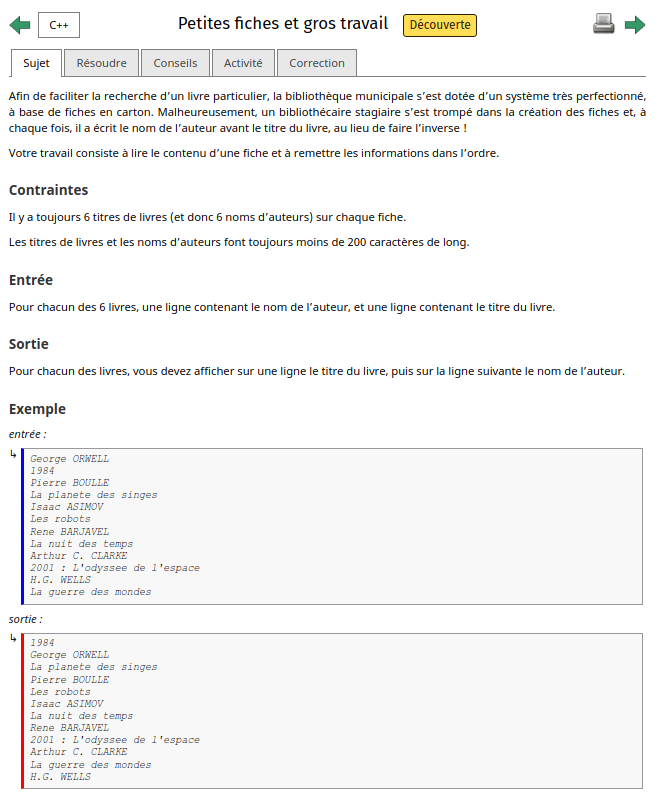 C++
Petites fiches et gros travail
Découverte
Sujet
Résoudre
Conseils
Activité
Correction
Afin de faciliter la recherche d’un livre particulier, la bibliothèque municipale s’est dotée d’un système très perfectionné,
à base de fiches en carton. Malheureusement, un bibliothécaire stagiaire s’est trompé dans la création des fiches et, à
chaque fois, il a écrit le nom de l’auteur avant le titre du livre, au lieu de faire l’inverse !
Votre travail consiste à lire le contenu d’une fiche et à remettre les informations dans l’ordre.
Contraintes
Il y a toujours 6 titres de livres (et donc 6 noms d’auteurs) sur chaque fiche.
Les titres de livres et les noms d’auteurs font toujours moins de 200 caractères de long.
Entrée
Pour chacun des 6 livres, une ligne contenant le nom de l’auteur, et une ligne contenant le titre du livre.
Sortie
Pour chacun des livres, vous devez afficher sur une ligne le titre du livre, puis sur la ligne suivante le nom de l’auteur.
Exemple
entrée :
George ORWELL
1984
Pierre BOULLE
La planete des singes
Isaac ASIMOV
Les robots
Rene BARJAVEL
La nuit des temps
Arthur C. CLARKE
2001 : L'odyssee de l'espace
H.G. WELLS
La guerre des mondes
sortie :
1984
George ORWELL
La planete des singes
Pierre BOULLE
Les robots
Isaac ASIMOV
La nuit des temps
Rene BARJAVEL
2001 : L'odyssee de l'espace
Arthur C. CLARKE
La guerre des mondes
H.G. WELLS